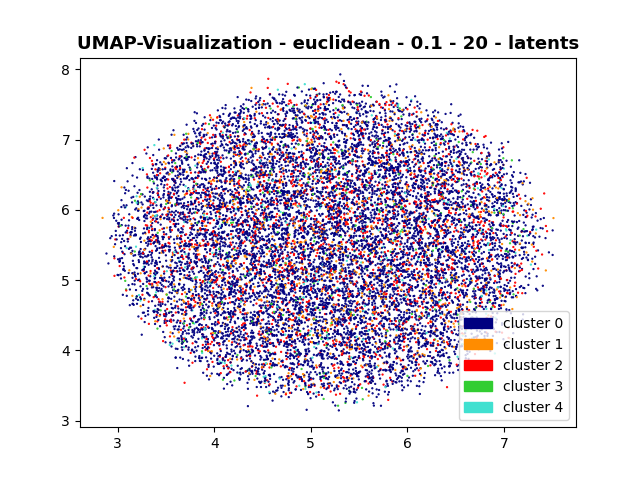 UMAP-Visualization - euclidean - 0.1 - 20 - latents
8
7
6
5
4
3
3 4 5 6 7
cluster 0
cluster 1
cluster 2
cluster 3
cluster 4